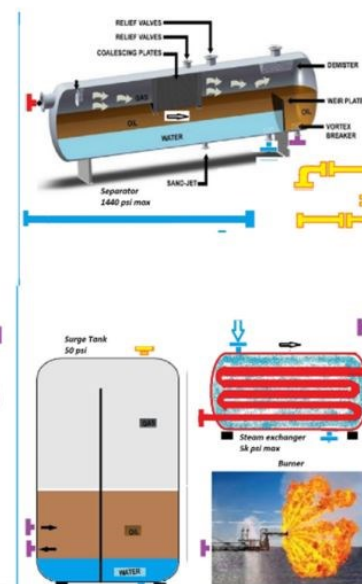 RELIEF VALVES
RELIEF VALVES
COALESCING PLATES
DEMISTER
GAS
WEIR PLATE
OIL
OIL
VORTEX
BREAKER
WATER
SAND-JET
Separator
1440 psi max
Surge Tank
50 psi
GAS
Steam exchanger
5k psi max
Burner
OIL
WATER